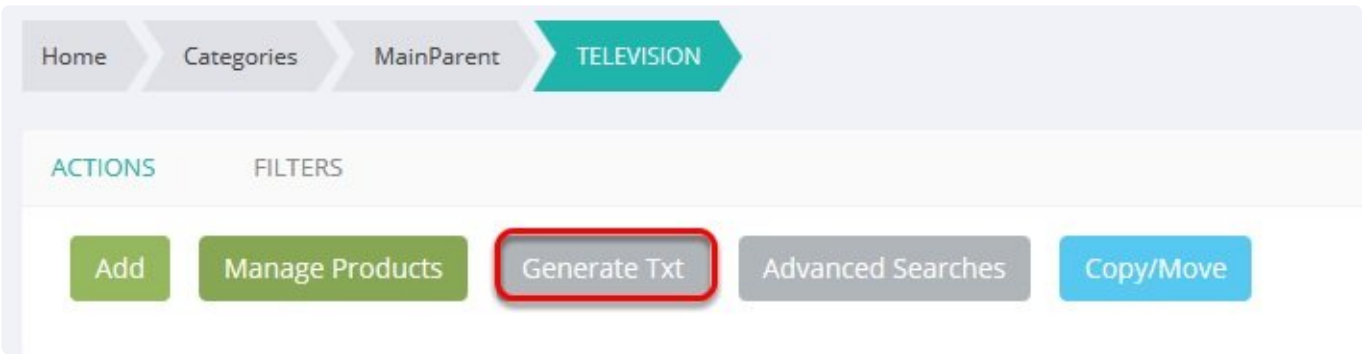 Home Categories MainParent TELEVISION
ACTIONS FILTERS
Add Manage Products Generate Txt Advanced Searches Copy/Move